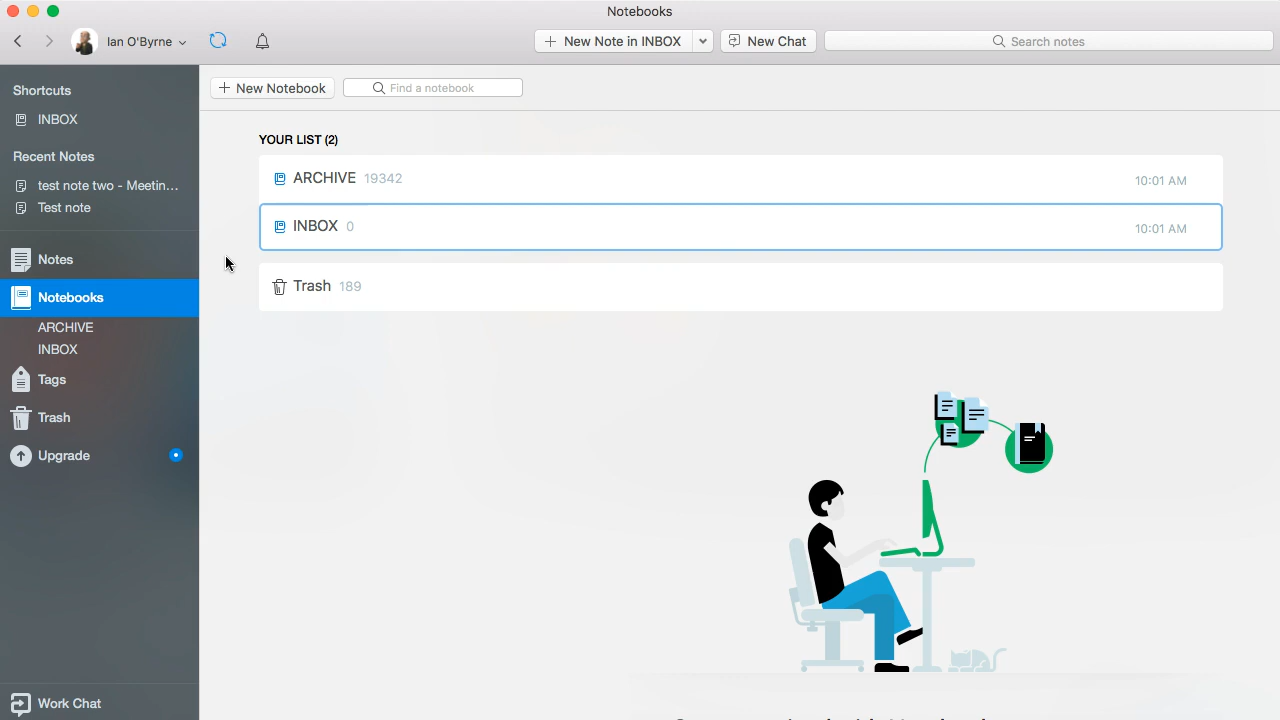 Notebooks
Ian O'Byrne
New Note in INBOX
New Chat
Search notes
Shortcuts
INBOX
Recent Notes
test note two - Meetin...
Test note
Notes
Notebooks
ARCHIVE
INBOX
Tags
Trash
Upgrade
Work Chat
New Notebook
Find a notebook
YOUR LIST (2)
ARCHIVE 19342 10:01 AM
INBOX 0 10:01 AM
Trash 189